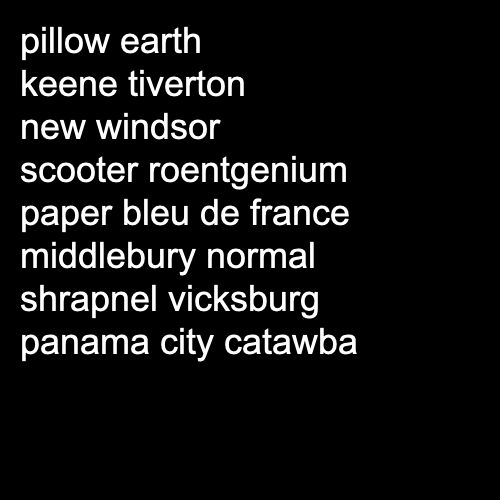 pillow earth
keene tiverton
new windsor
scooter roentgenium
paper bleu de france
middlebury normal
shrapnel vicksburg
panama city catawba